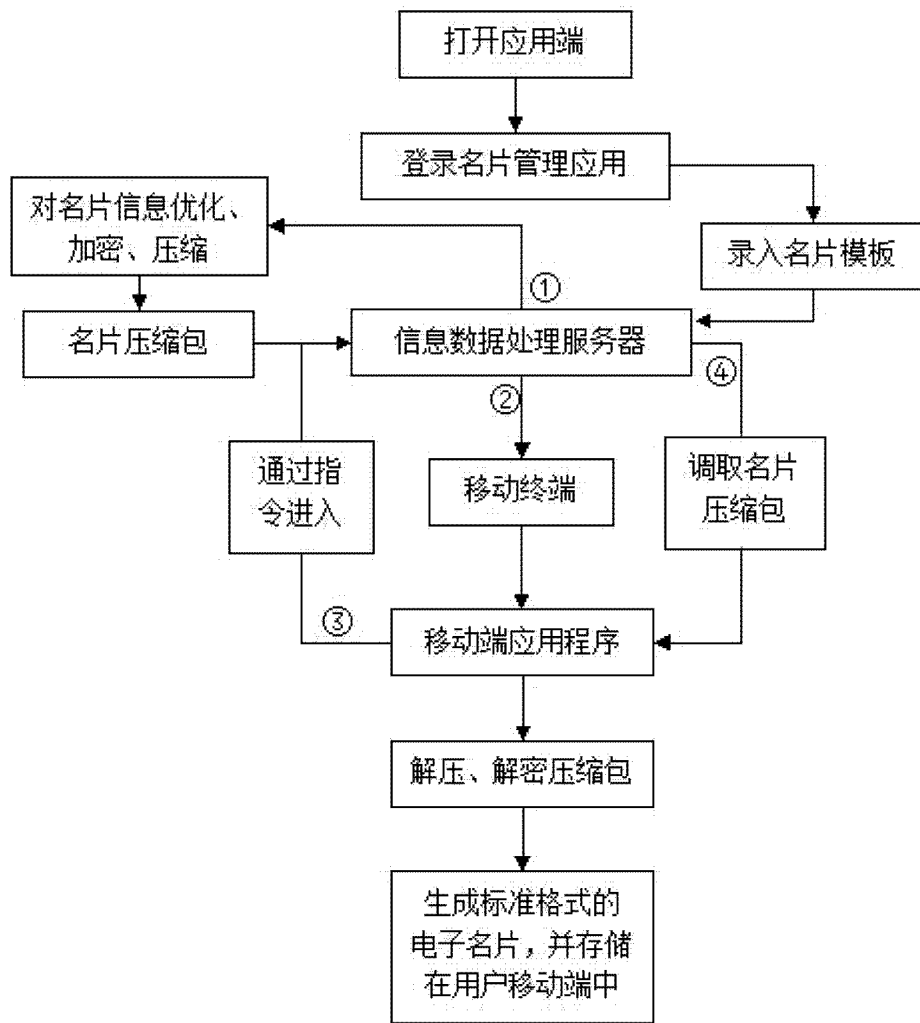 打开应用端
登录名片管理应用
对名片信息优化、
加密、压缩
录入名片模板
①
名片压缩包
信息数据处理服务器
②
④
通过指
令进入
移动终端
调取名片
压缩包
③
移动端应用程序
解压、解密压缩包
生成标准格式的
电子名片，并存储
在用户移动端中